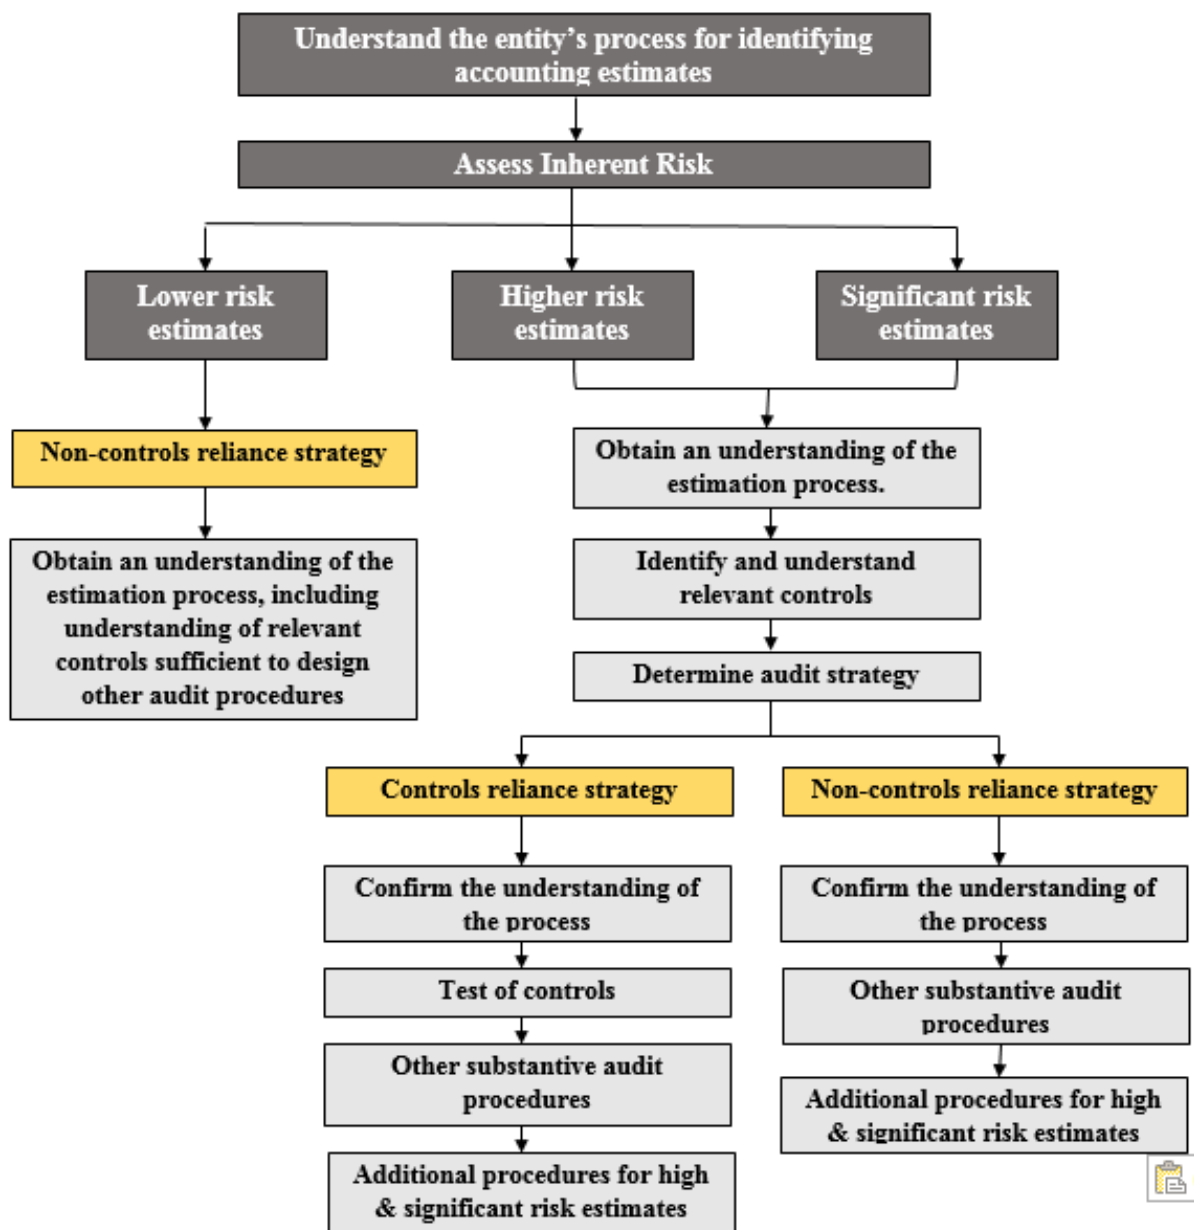 Understand the entity’s process for identifying
accounting estimates
Assess Inherent Risk
Lower risk
estimates
Higher risk
estimates
Significant risk
estimates
Non-controls reliance strategy
Obtain an understanding of the
estimation process, including
understanding of relevant
controls sufficient to design
other audit procedures
Obtain an understanding of the
estimation process.
Identify and understand
relevant controls
Determine audit strategy
Controls reliance strategy
Confirm the understanding of
the process
Test of controls
Other substantive audit
procedures
Additional procedures for high
& significant risk estimates
Non-controls reliance strategy
Confirm the understanding of
the process
Other substantive audit
procedures
Additional procedures for high
& significant risk estimates